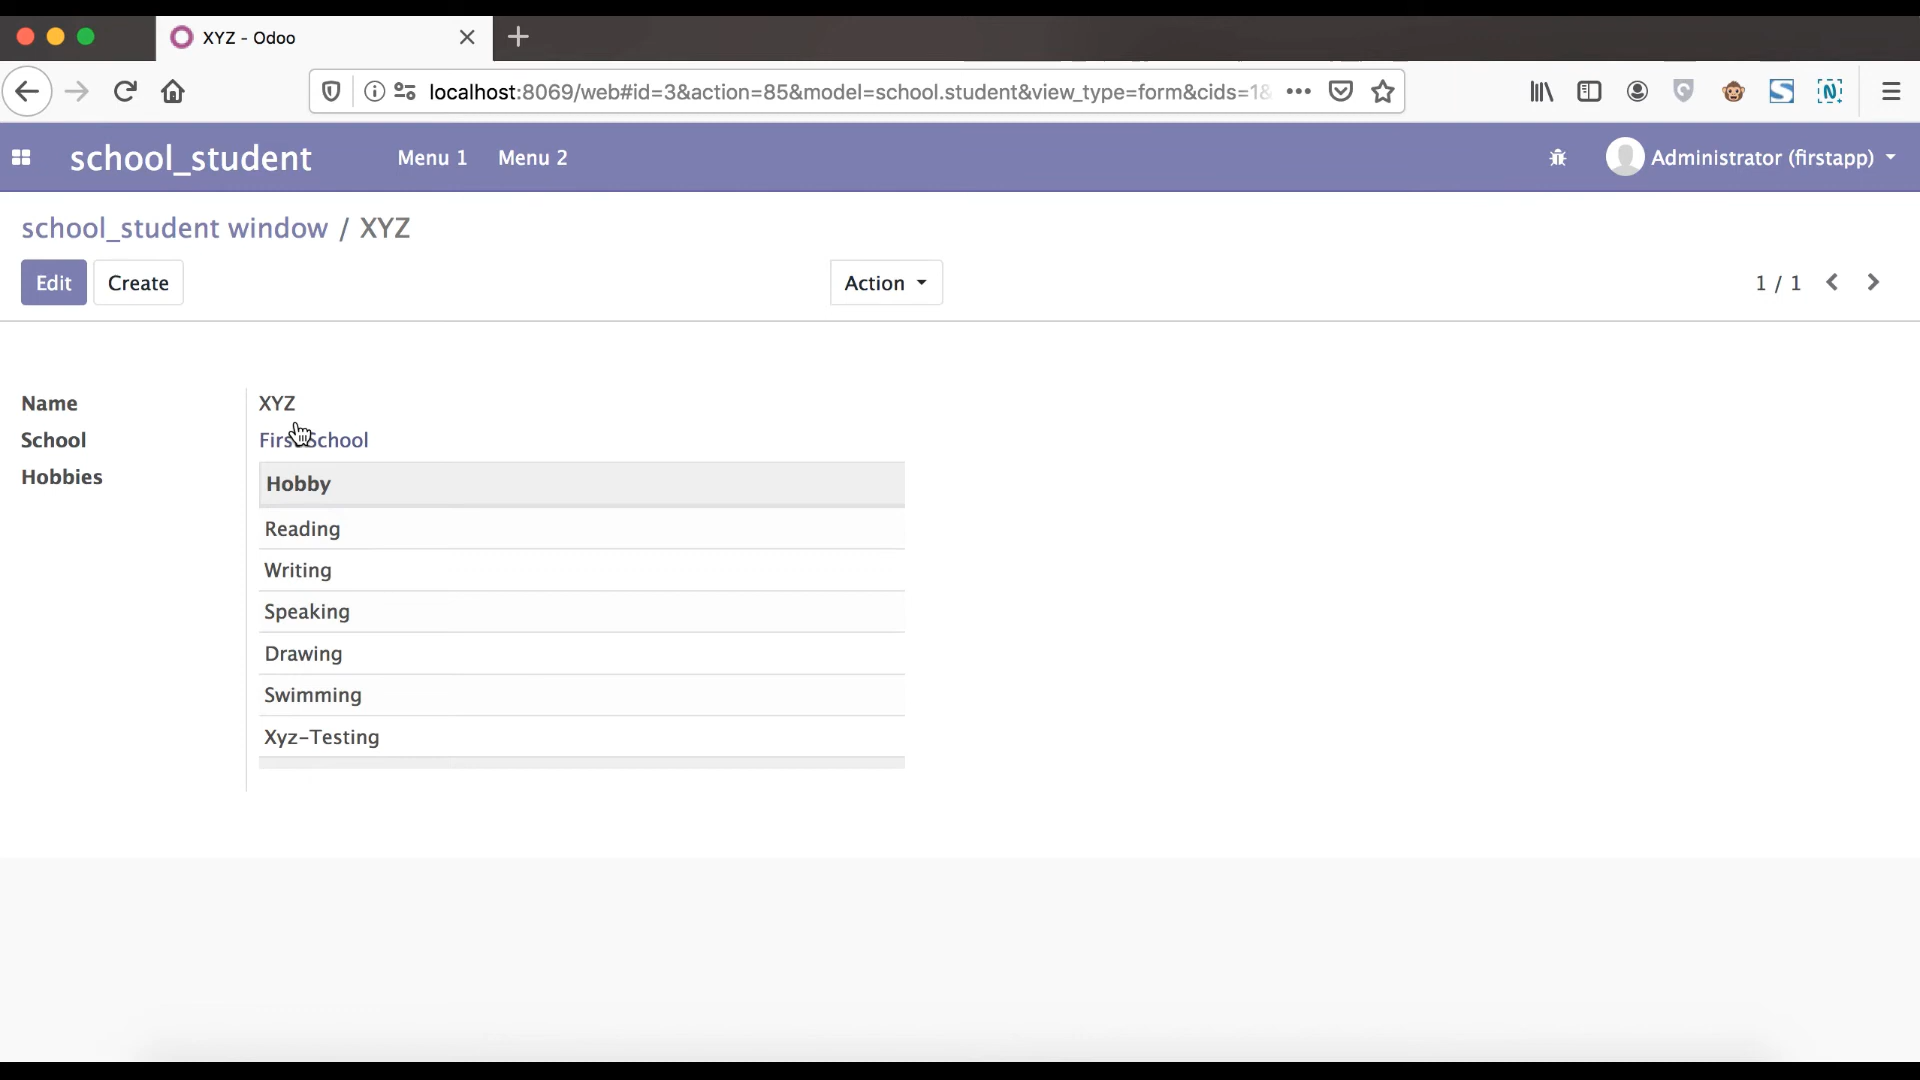 XYZ - Odoo
localhost:8069/web#id=3&action=85&model=school.student&view_type=form&cids=1&
school_student Menu 1 Menu 2 Administrator (firstapp)
school_student window / XYZ
Edit Create Action 1 / 1
Name XYZ
School First School
Hobbies
Hobby
Reading
Writing
Speaking
Drawing
Swimming
Xyz-Testing